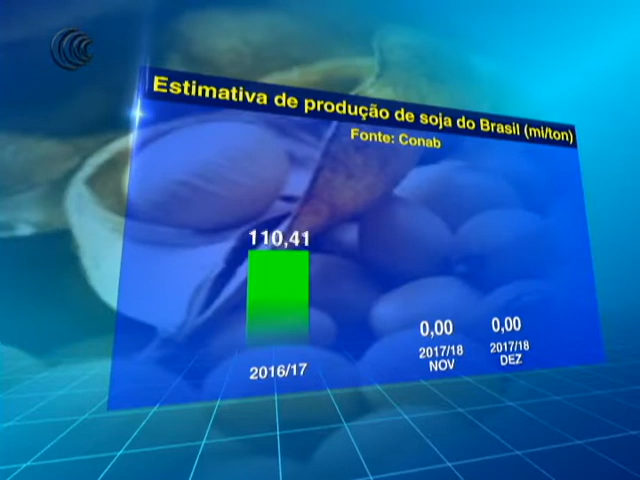 Estimativa de produção de soja do Brasil (mi/ton)
Fonte: Conab
110,41
0,00
0,00
2016/17
2017/18
NOV
2017/18
DEZ